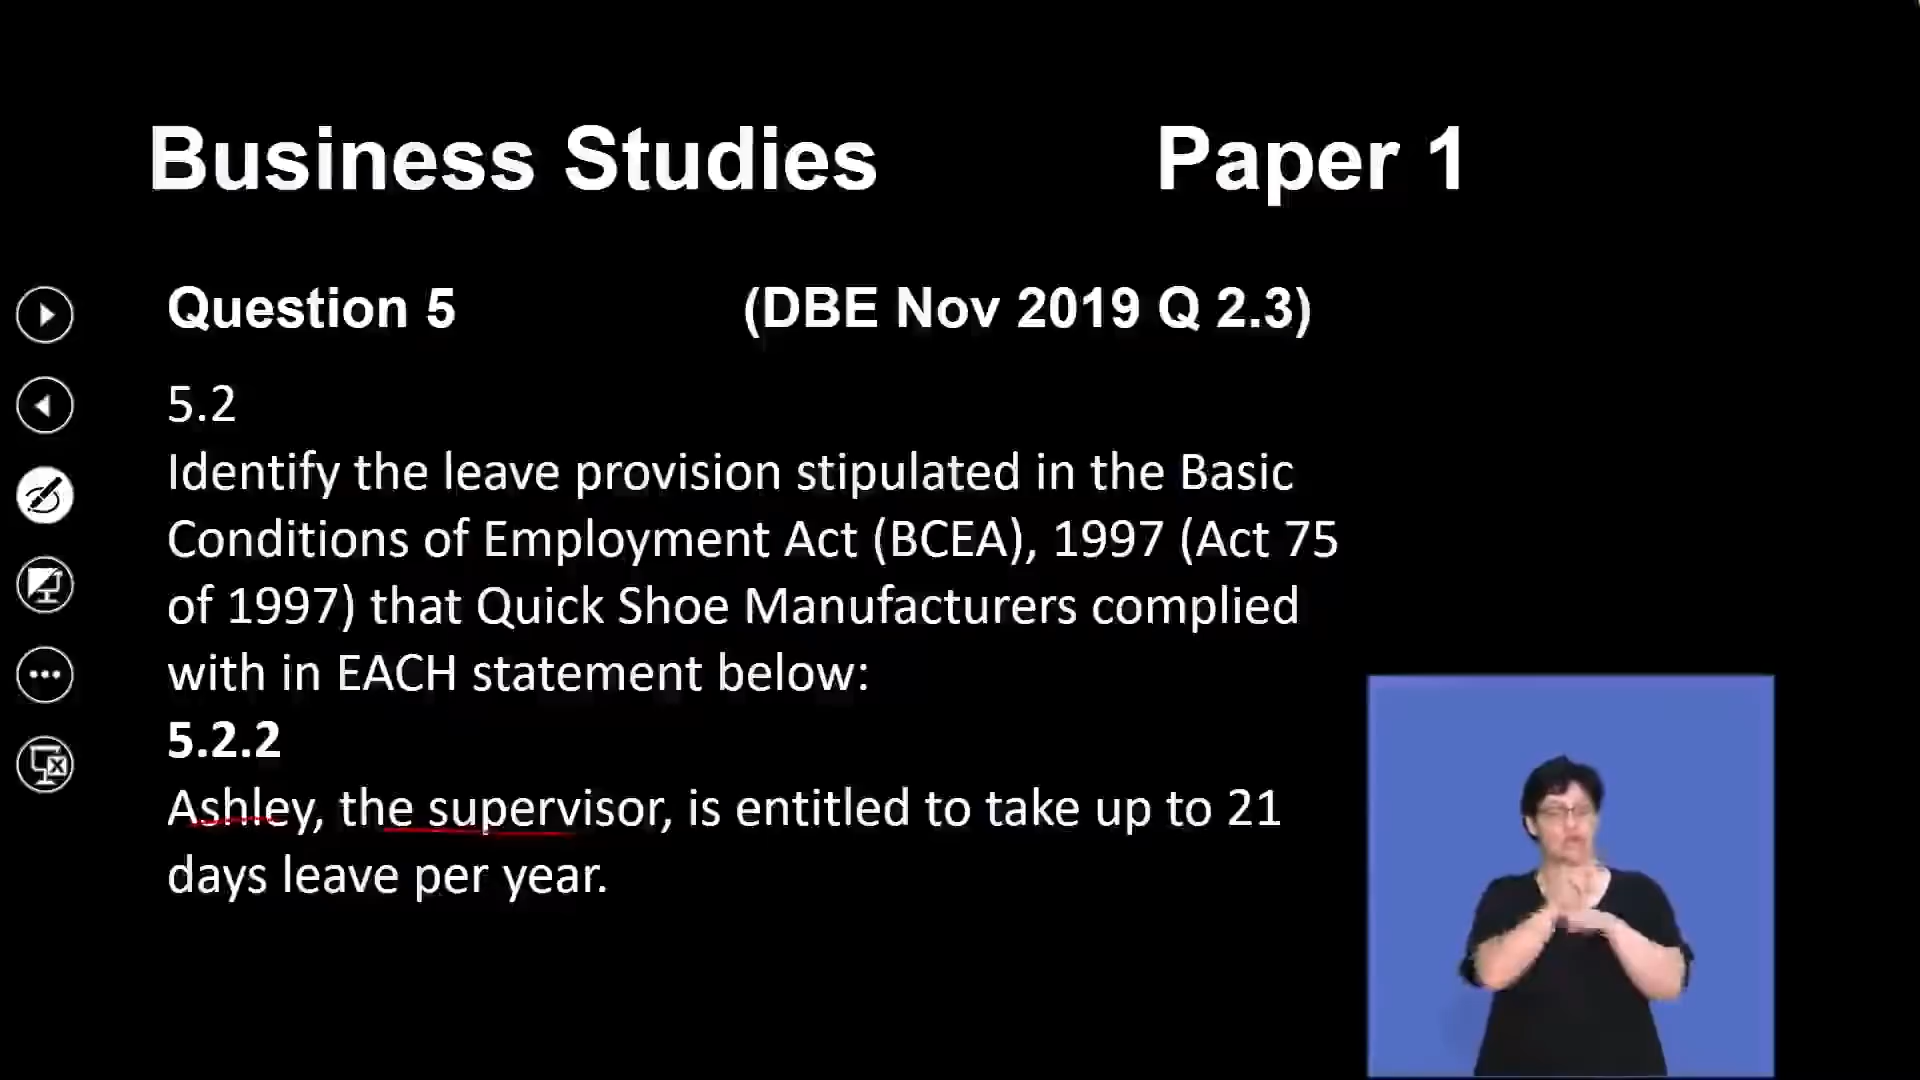 Business Studies Paper 1
Question 5 (DBE Nov 2019 Q 2.3)
5.2
Identify the leave provision stipulated in the Basic
Conditions of Employment Act (BCEA), 1997 (Act 75
of 1997) that Quick Shoe Manufacturers complied
with in EACH statement below:
5.2.2
Ashley, the supervisor, is entitled to take up to 21
days leave per year.